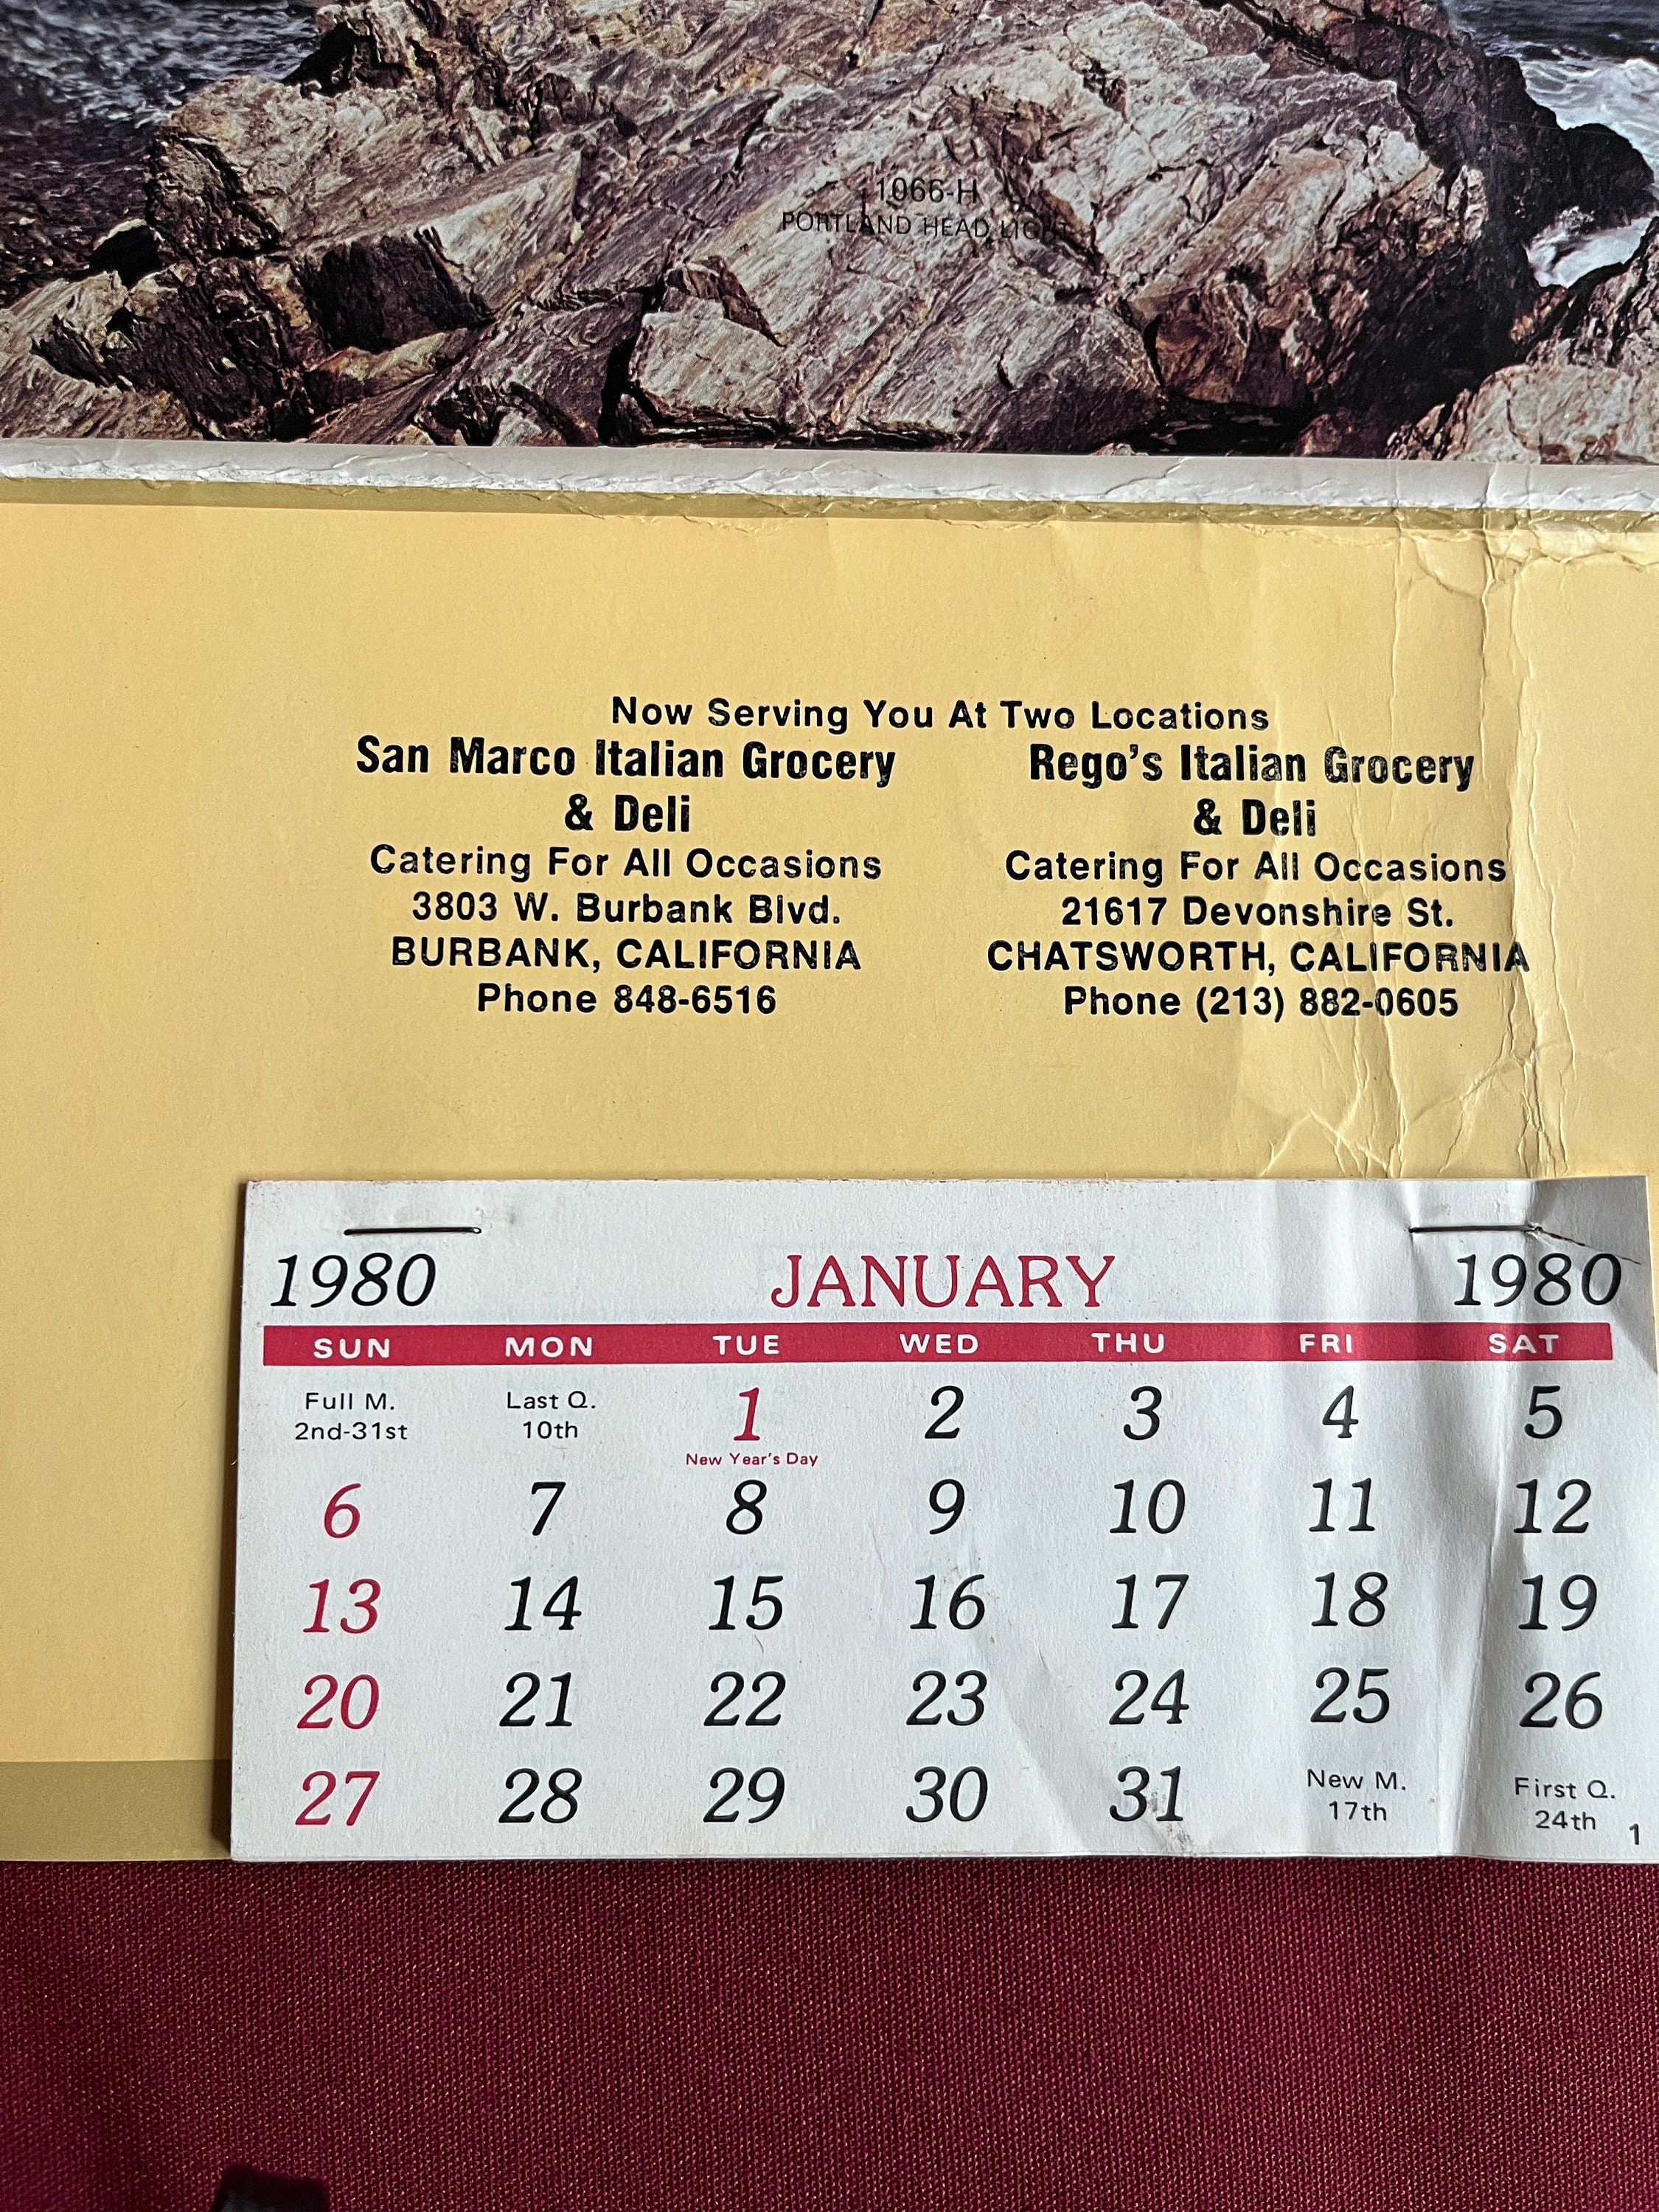 1066-H
PORTLAND HEAD LIGHT
Now Serving You At Two Locations
San Marco Italian Grocery
& Deli
Catering For All Occasions
3803 W. Burbank Blvd.
BURBANK, CALIFORNIA
Phone 848-6516
Rego's Italian Grocery
& Deli
Catering For All Occasions
21617 Devonshire St.
CHATSWORTH, CALIFORNIA
Phone (213) 882-0605
1980 JANUARY 1980
SUN MON TUE WED THU FRI SAT
Full M. 2nd-31st Last Q. 10th 1 2 3 4 5
New Year's Day
6 7 8 9 10 11 12
13 14 15 16 17 18 19
20 21 22 23 24 25 26
27 28 29 30 31 New M. 17th First Q. 24th
1